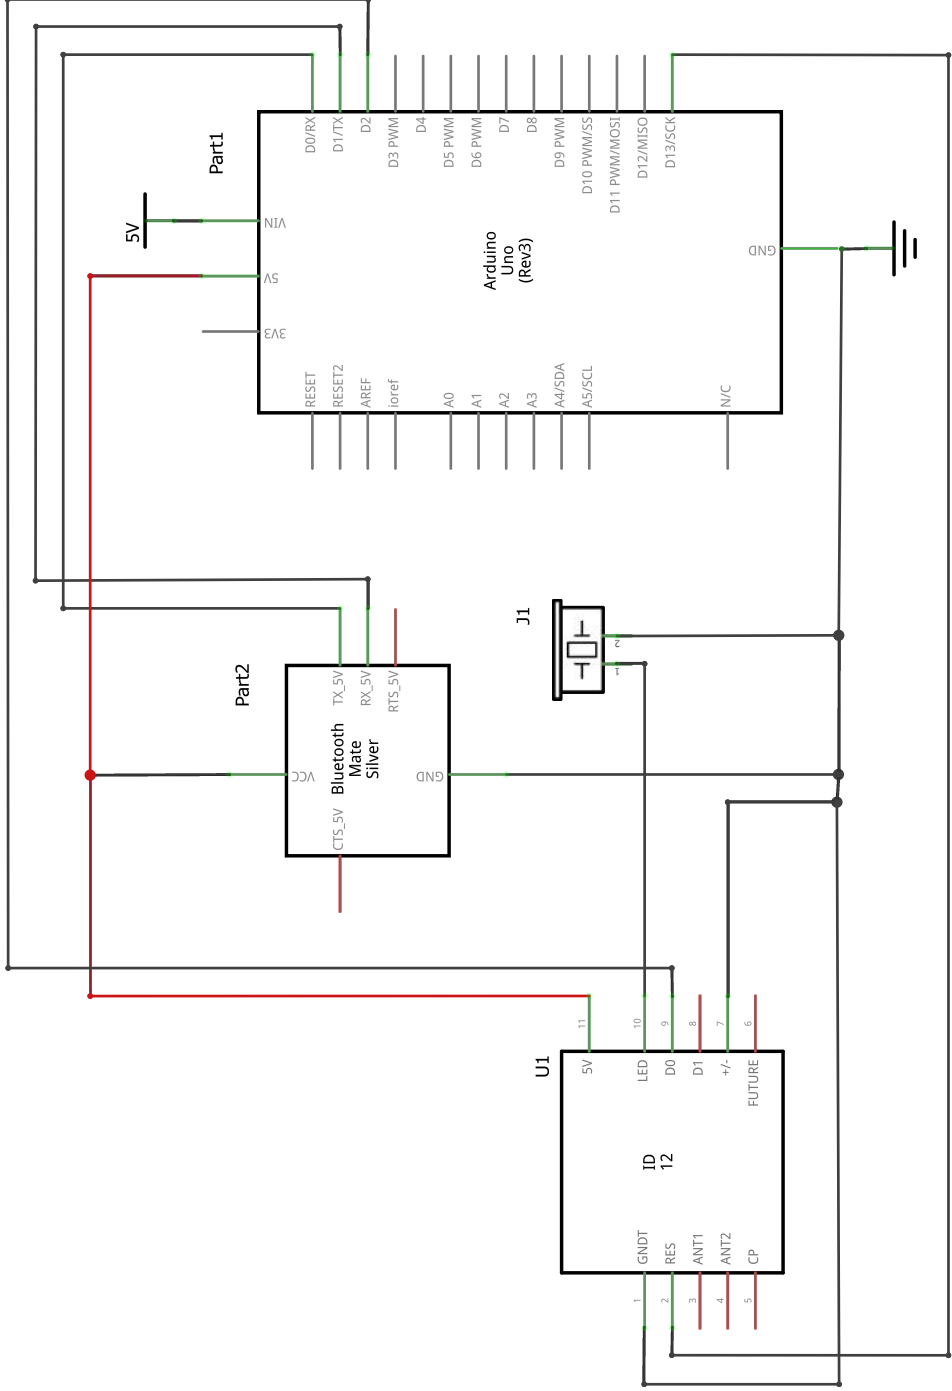 Part1
D0/RX
D1/TX
D2
D3 PWM
D4
D5 PWM
D6 PWM
D7
D8
D9 PWM
D10 PWM/SS
D11 PWM/MOSI
D12/MISO
D13/SCK
5V
VIN
5V
3V3
Arduino
Uno
(Rev3)
GND
RESET
RESET2
AREF
ioref
A0
A1
A2
A3
A4/SDA
A5/SCL
N/C
J1
2
1
Part2
TX_5V
RX_5V
RTS_5V
VCC
Bluetooth
Mate
Silver
GND
CTS_5V
11
10
9
8
7
6
U1
5V
LED
D0
D1
+/-
FUTURE
ID
12
GNDT
RES
ANT1
ANT2
CP
1
2
3
4
5